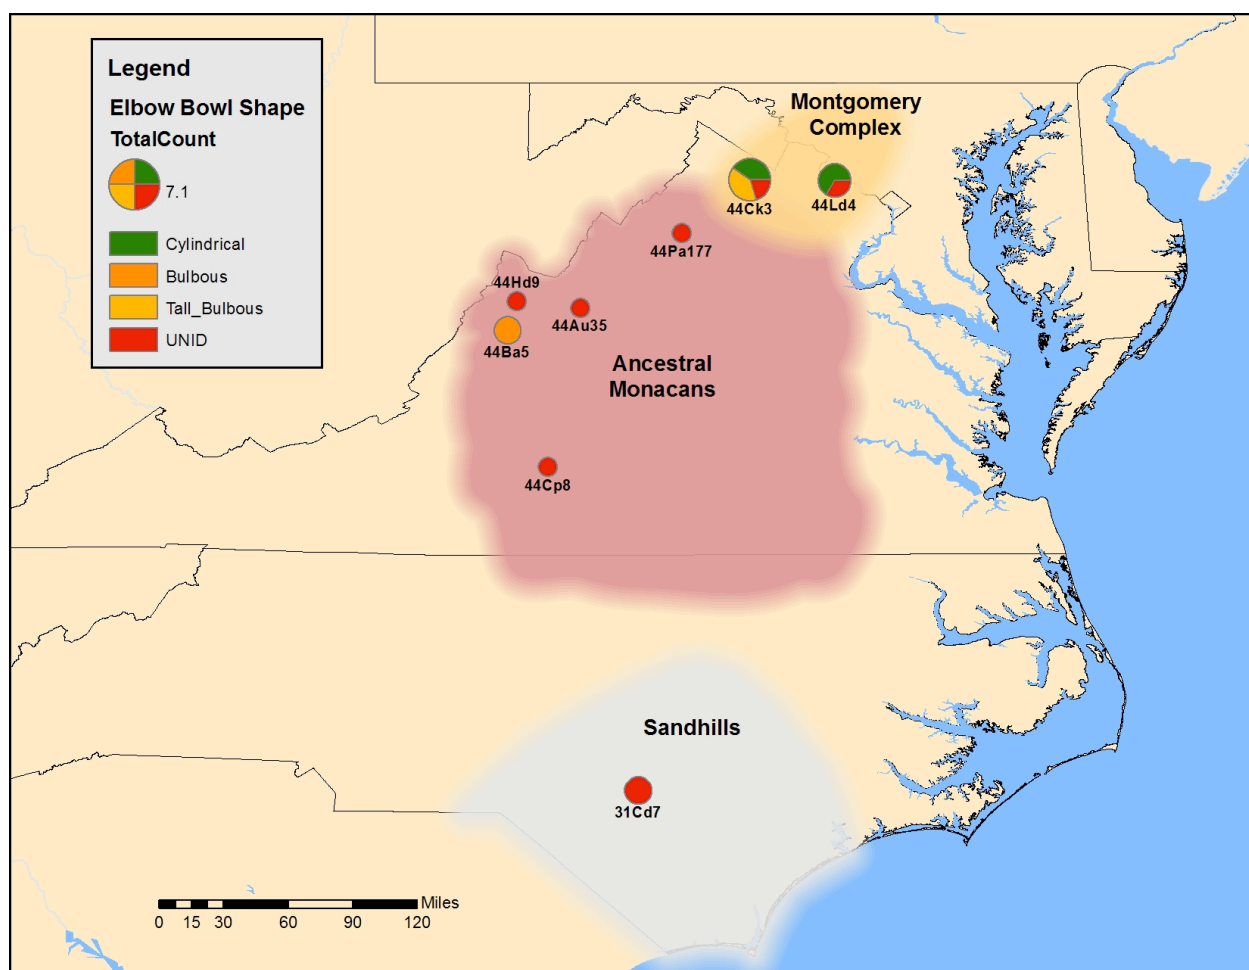 Legend
Elbow Bowl Shape
TotalCount
7.1
Cylindrical
Bulbous
Tall_Bulbous
UNID
Montgomery
Complex
44Ck3
44Ld4
44Pa177
44Hd9
44Au35
44Ba5
Ancestral
Monacans
44Cp8
Sandhills
31Cd7
Miles
0 15 30 60 90 120